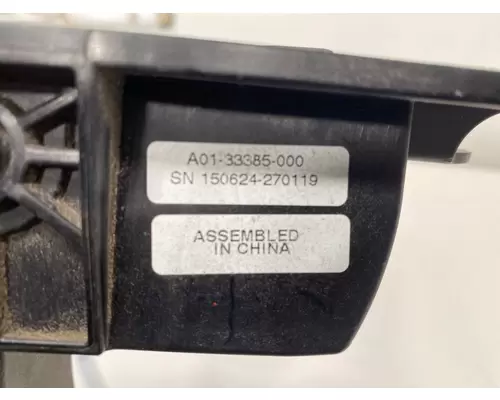 A01-33385-000
SN 150624-270119
ASSEMBLED
IN CHINA